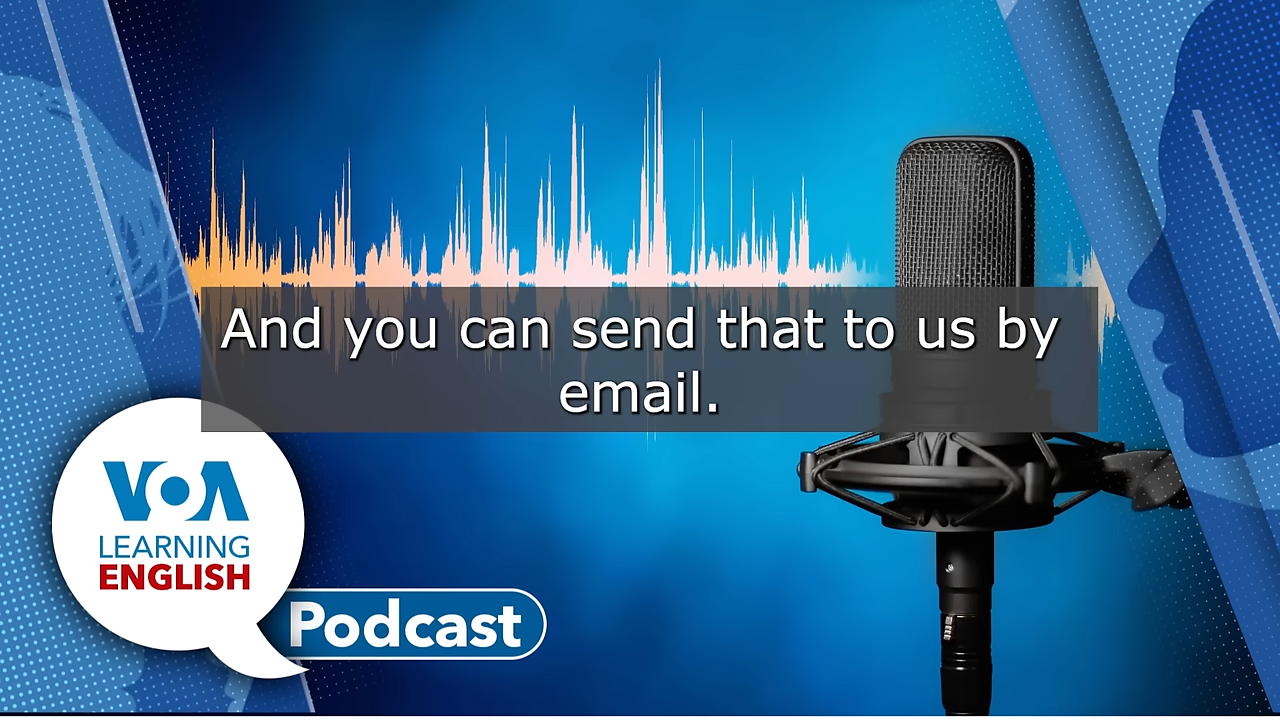 And you can send that to us by
email.
VOA
LEARNING
ENGLISH
Podcast